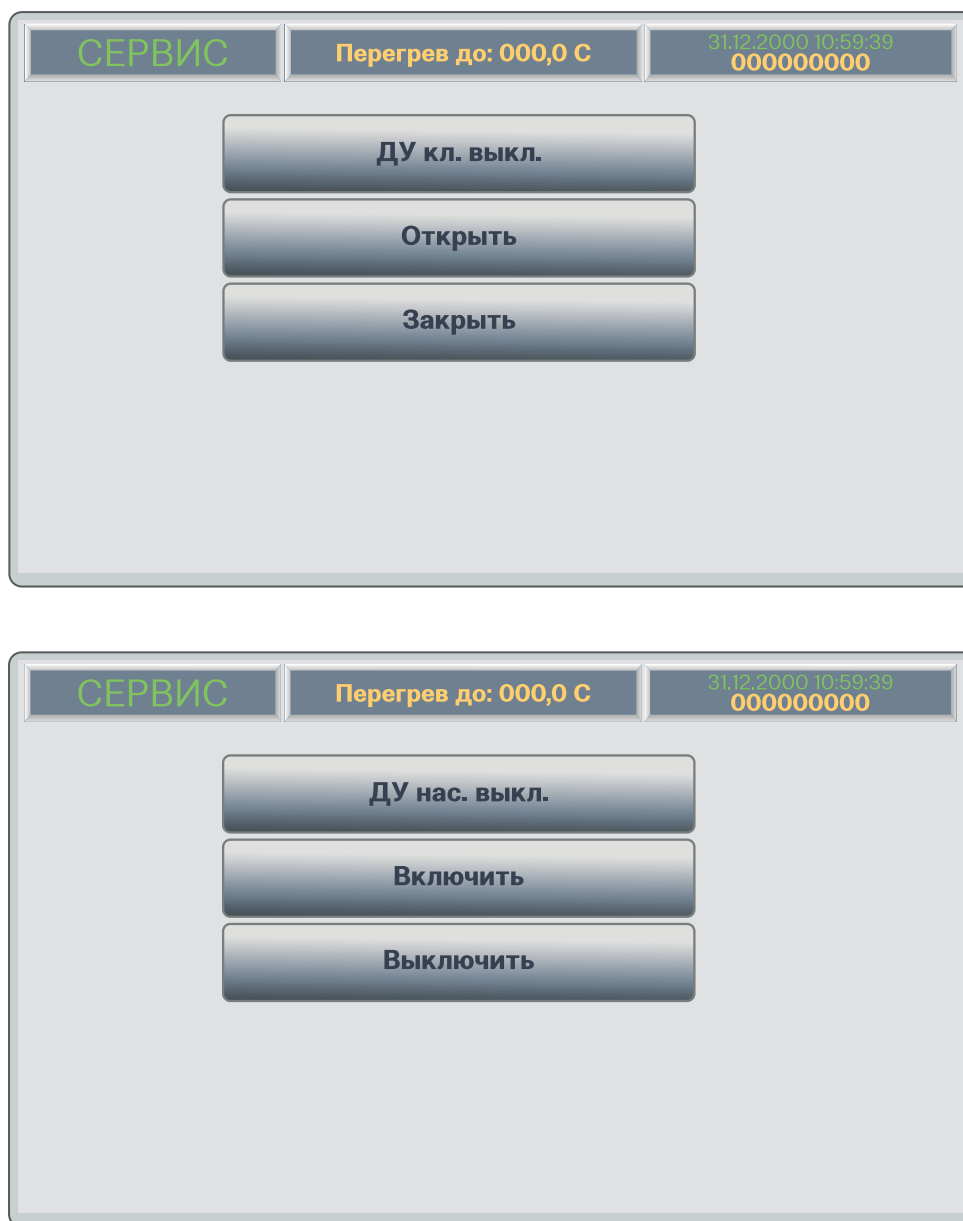 СЕРВИС
Перегрев до: 000,0 С
31.12.2000 10:59:39
000000000
ДУ кл. выкл.
Открыть
Закрыть
СЕРВИС
Перегрев до: 000,0 С
31.12.2000 10:59:39
000000000
ДУ нас. выкл.
Включить
Выключить